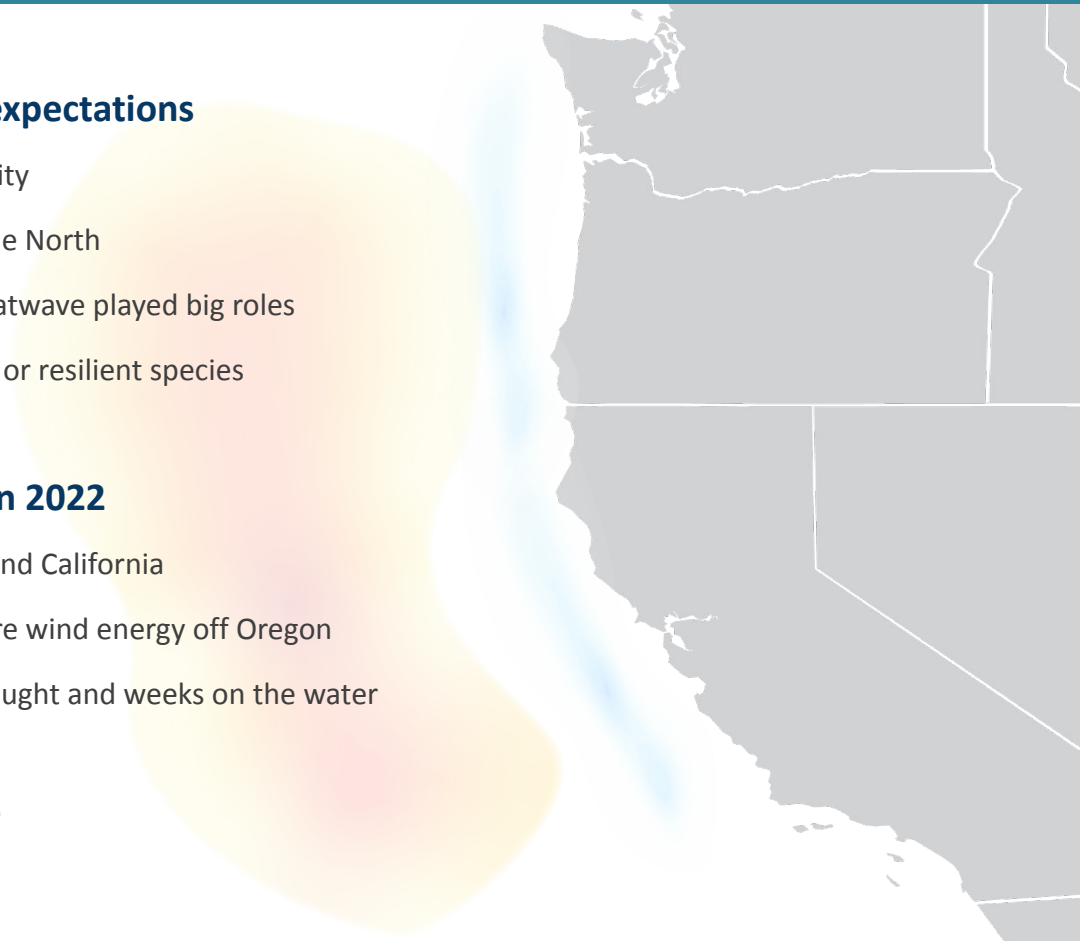 expectations
ity
e North
atwave played big roles
or resilient species
n 2022
nd California
re wind energy off Oregon
ught and weeks on the water